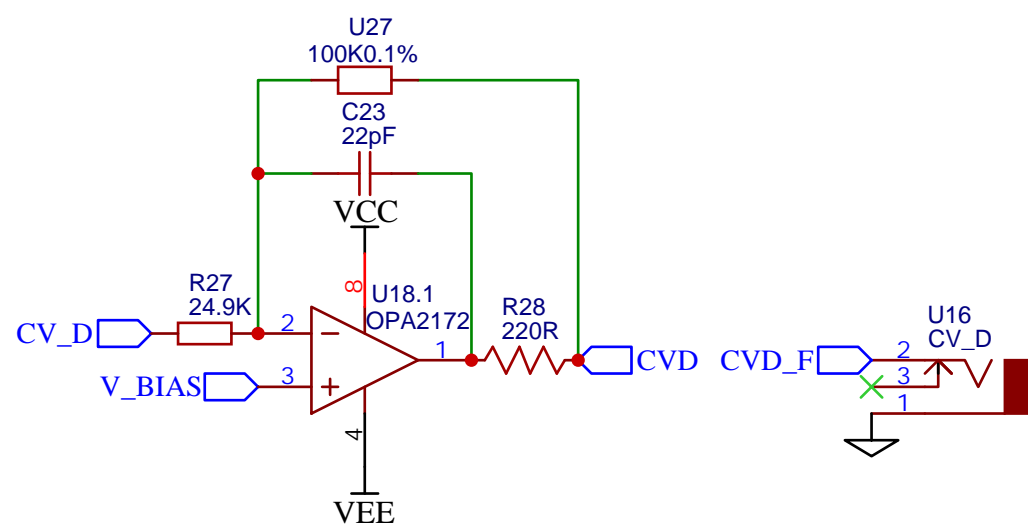 U27
100K0.1%
C23
22pF
VCC
8
R27
24.9K
U18.1
OPA2172
R28
220R
U16
CV_D
CV_D
2
1
CVD
CVD_F
2
V_BIAS
3
3
1
4
VEE